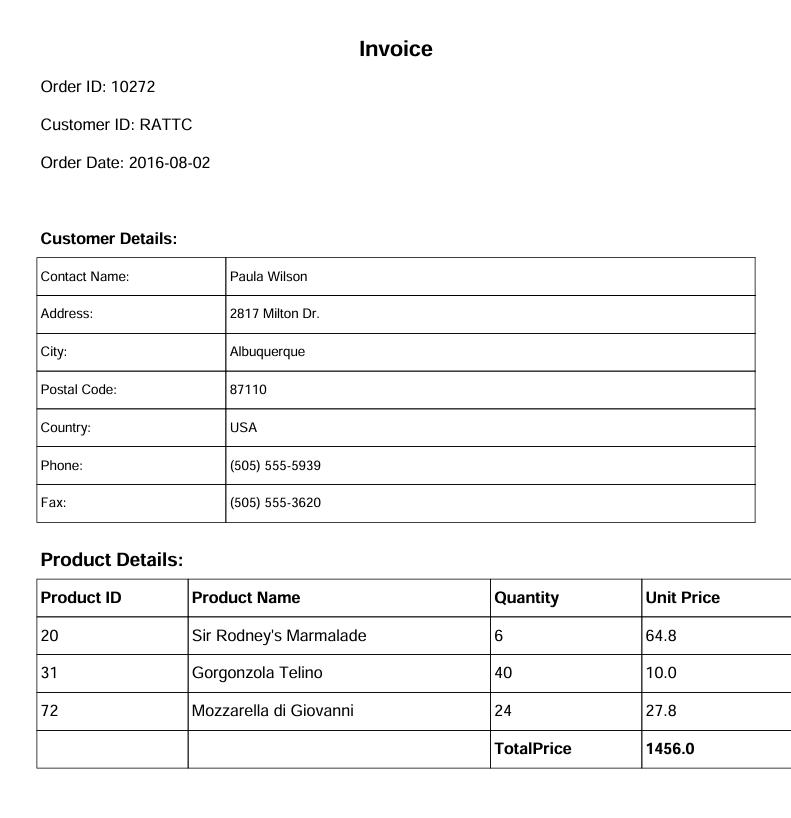 Invoice
Order ID: 10272
Customer ID: RATTC
Order Date: 2016-08-02
Customer Details:
Contact Name: Paula Wilson
Address: 2817 Milton Dr.
City: Albuquerque
Postal Code: 87110
Country: USA
Phone: (505) 555-5939
Fax: (505) 555-3620
Product Details:
Product ID Product Name Quantity Unit Price
20 Sir Rodney's Marmalade 6 64.8
31 Gorgonzola Telino 40 10.0
72 Mozzarella di Giovanni 24 27.8
TotalPrice 1456.0